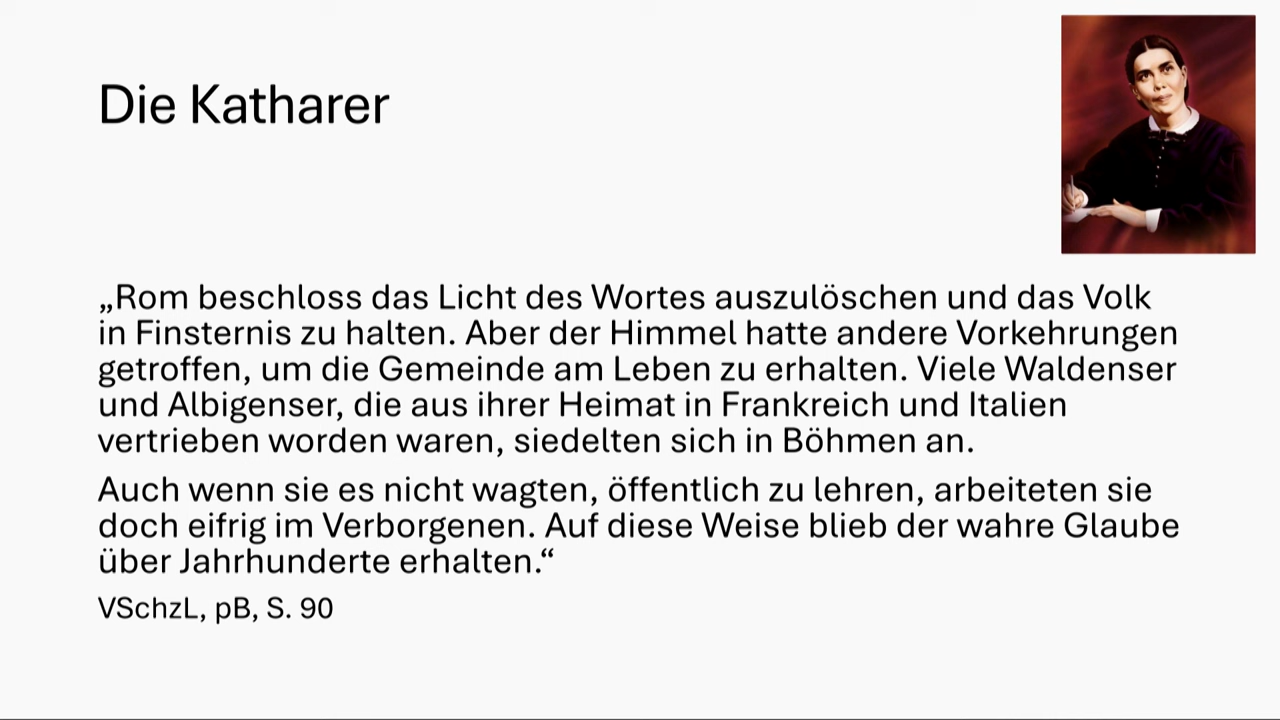 Die Katharer
„Rom beschloss das Licht des Wortes auszulöschen und das Volk
in Finsternis zu halten. Aber der Himmel hatte andere Vorkehrungen
getroffen, um die Gemeinde am Leben zu erhalten. Viele Waldenser
und Albigenser, die aus ihrer Heimat in Frankreich und Italien
vertrieben worden waren, siedelten sich in Böhmen an.
Auch wenn sie es nicht wagten, öffentlich zu lehren, arbeiteten sie
doch eifrig im Verborgenen. Auf diese Weise blieb der wahre Glaube
über Jahrhunderte erhalten.“
VSchzL, pB, S. 90